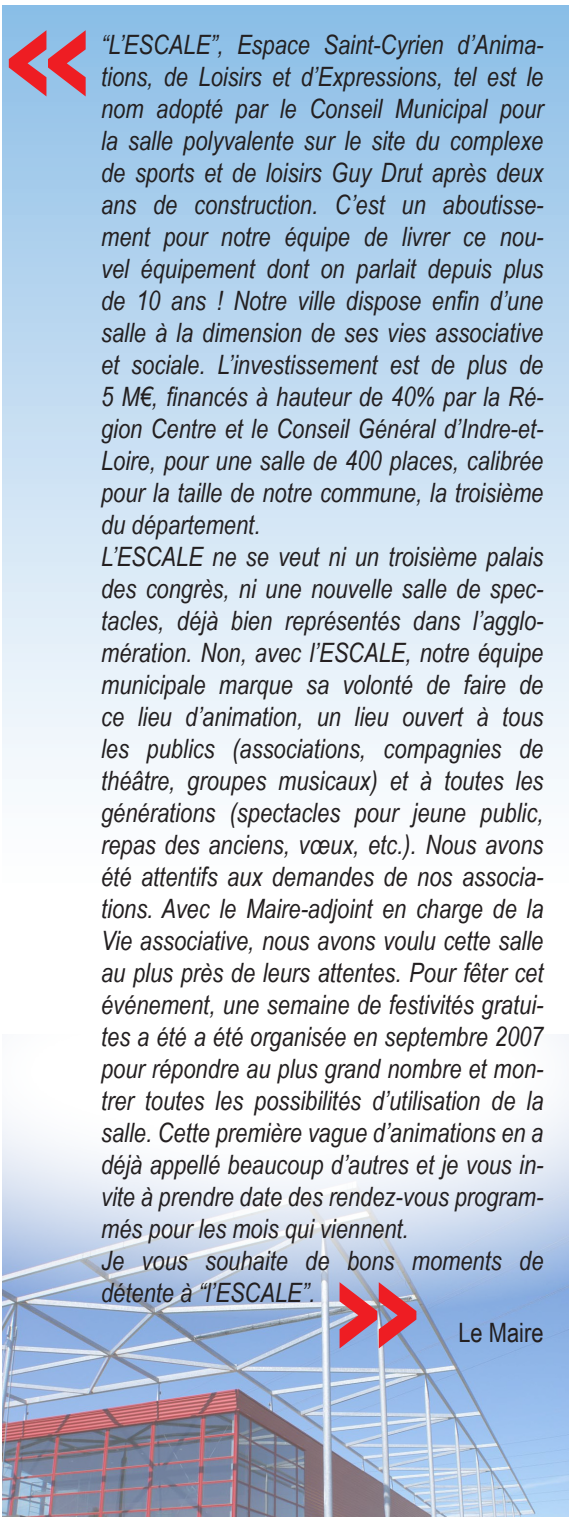 “L’ESCALE”, Espace Saint-Cyrien d’Anima-
tions, de Loisirs et d’Expressions, tel est le
nom adopté par le Conseil Municipal pour
la salle polyvalente sur le site du complexe
de sports et de loisirs Guy Drut après deux
ans de construction. C’est un aboutisse-
ment pour notre équipe de livrer ce nou-
vel équipement dont on parlait depuis plus
de 10 ans ! Notre ville dispose enfin d’une
salle à la dimension de ses vies associative
et sociale. L’investissement est de plus de
5 M€, financés à hauteur de 40% par la Ré-
gion Centre et le Conseil Général d’Indre-et-
Loire, pour une salle de 400 places, calibrée
pour la taille de notre commune, la troisième
du département.
L’ESCALE ne se veut ni un troisième palais
des congrès, ni une nouvelle salle de spec-
tacles, déjà bien représentés dans l’agglo-
mération. Non, avec l’ESCALE, notre équipe
municipale marque sa volonté de faire de
ce lieu d’animation, un lieu ouvert à tous
les publics (associations, compagnies de
théâtre, groupes musicaux) et à toutes les
générations (spectacles pour jeune public,
repas des anciens, vœux, etc.). Nous avons
été attentifs aux demandes de nos associa-
tions. Avec le Maire-adjoint en charge de la
Vie associative, nous avons voulu cette salle
au plus près de leurs attentes. Pour fêter cet
événement, une semaine de festivités gratui-
tes a été a été organisée en septembre 2007
pour répondre au plus grand nombre et mon-
trer toutes les possibilités d’utilisation de la
salle. Cette première vague d’animations en a
déjà appellé beaucoup d’autres et je vous in-
vite à prendre date des rendez-vous program-
més pour les mois qui viennent.
Je vous souhaite de bons moments de
détente à “l’ESCALE”.
Le Maire